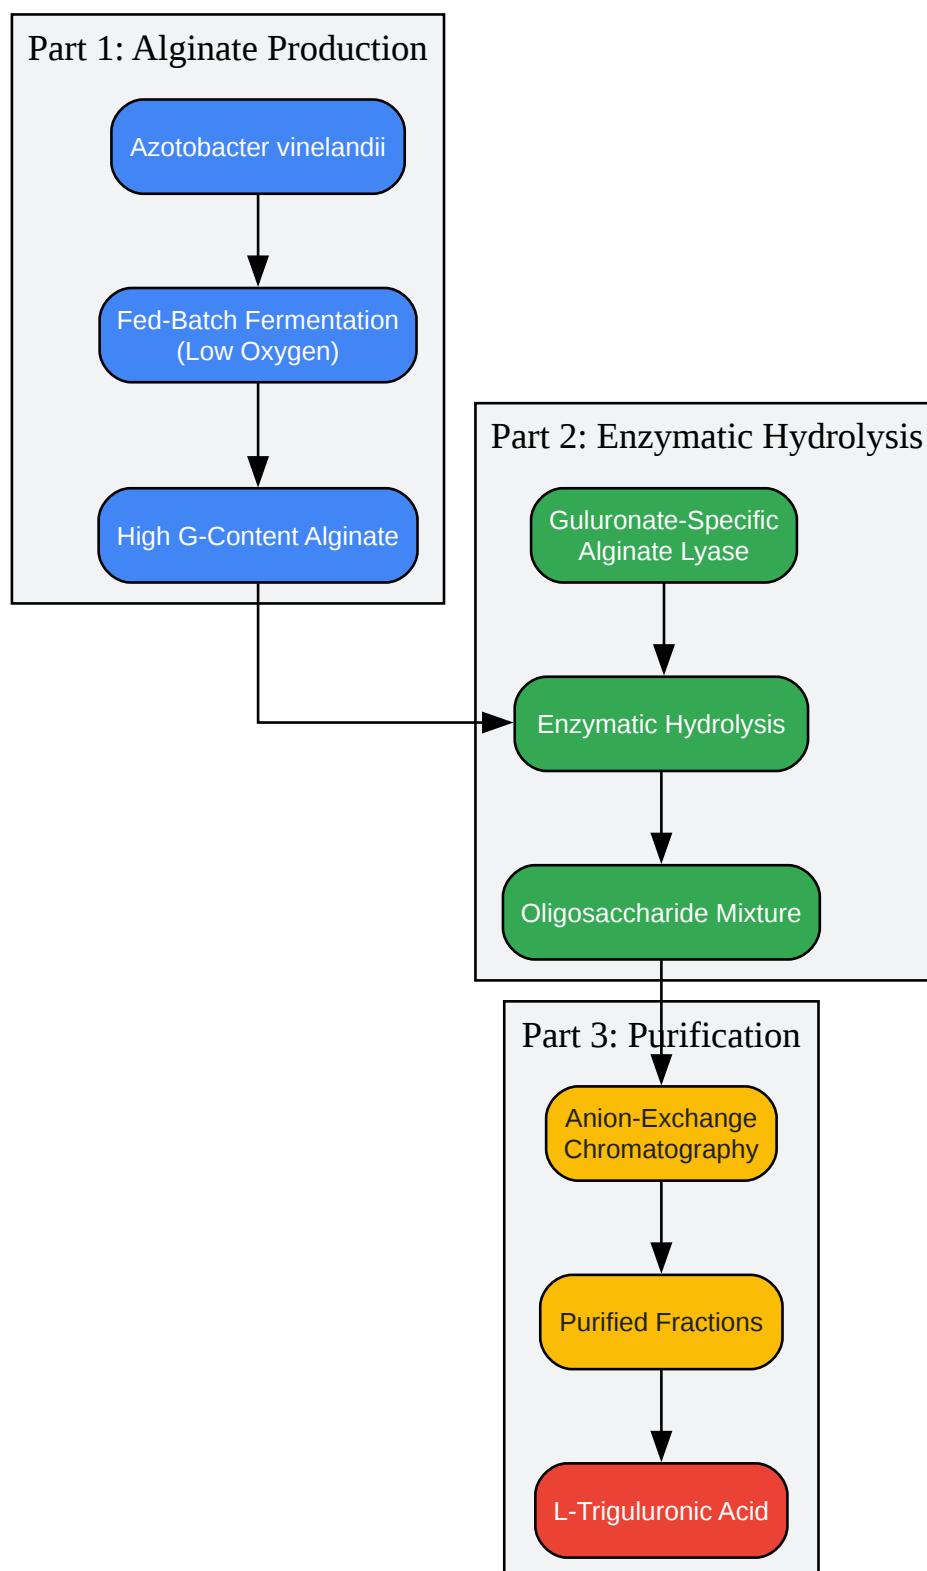 Part 1: Alginate Production
Azotobacter vinelandii
Fed-Batch Fermentation
(Low Oxygen)
High G-Content Alginate
Part 2: Enzymatic Hydrolysis
Guluronate-Specific
Alginate Lyase
Enzymatic Hydrolysis
Oligosaccharide Mixture
Part 3: Purification
Anion-Exchange
Chromatography
Purified Fractions
L-Triguluronic Acid